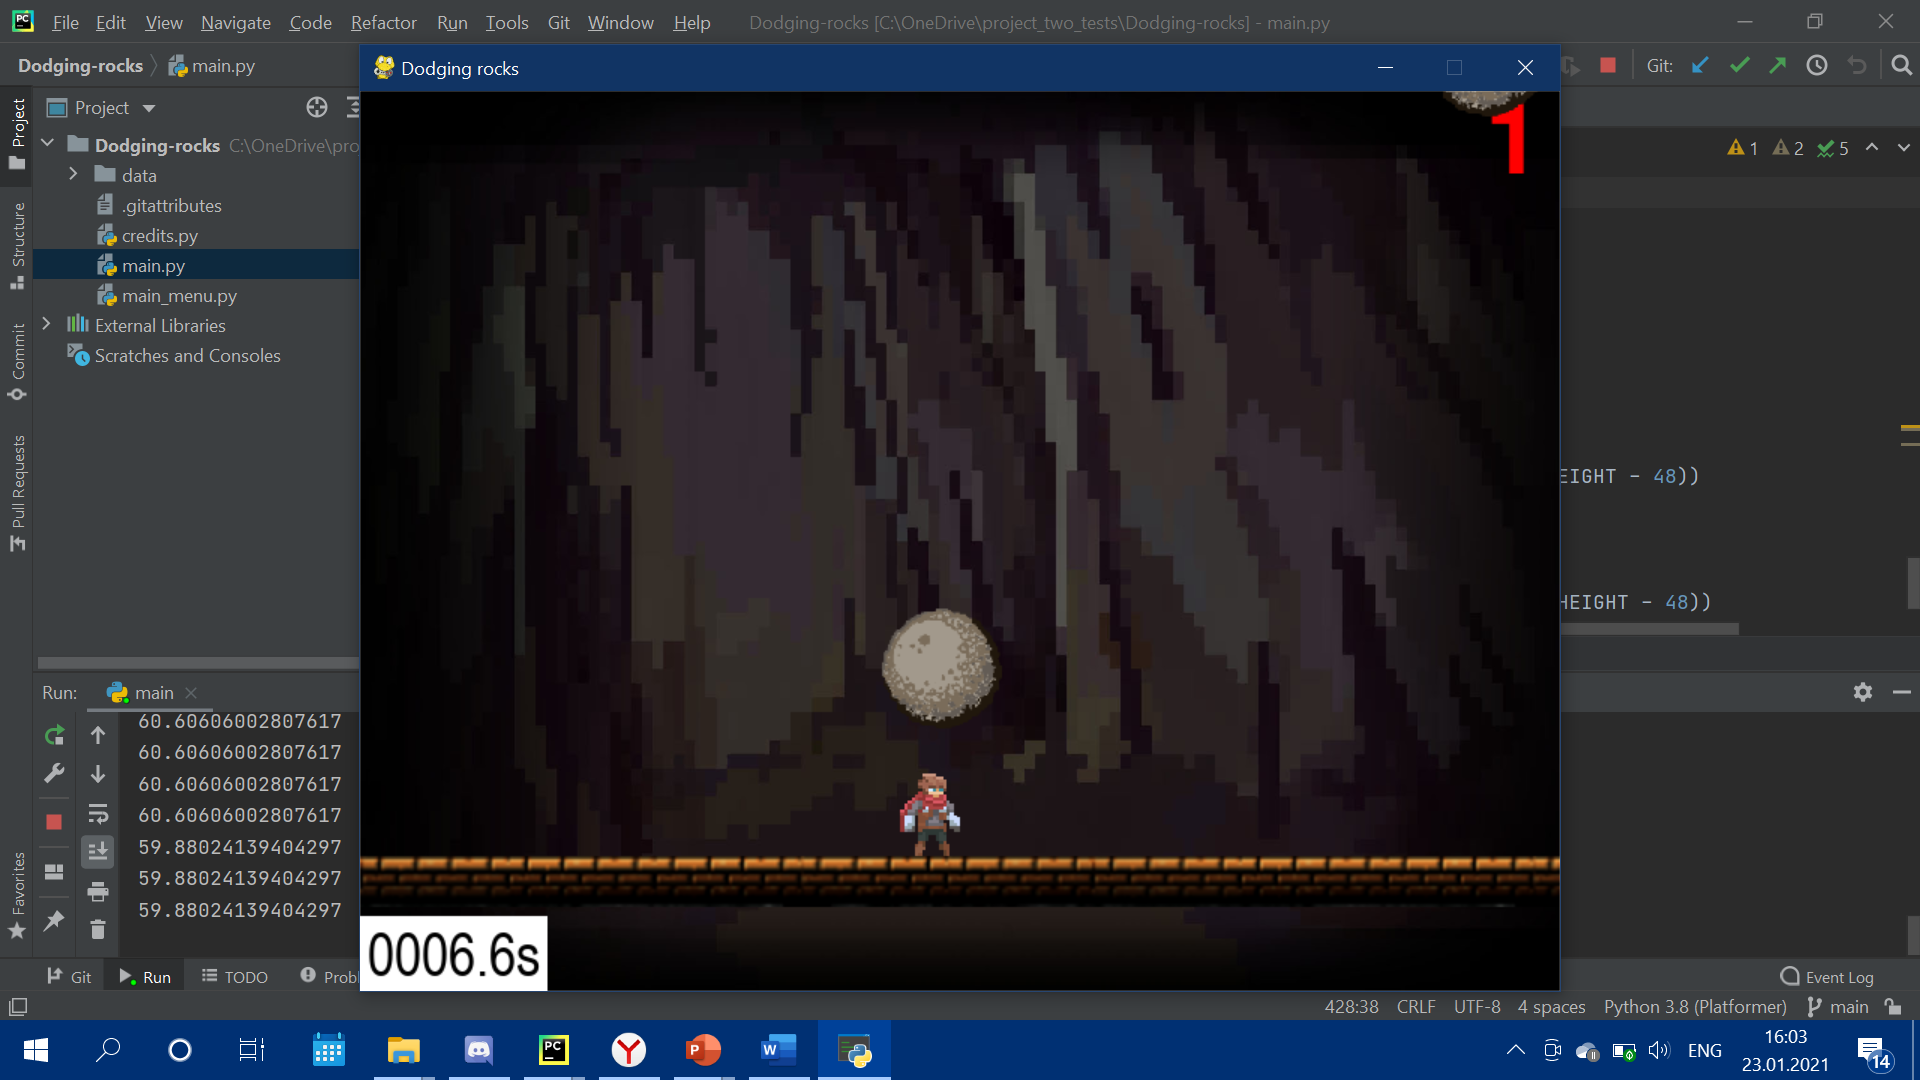 PC File Edit View Navigate Code Refactor Run Tools Git Window Help Dodging-rocks [C:\OneDrive\project_two_tests\Dodging-rocks] - main.py
Dodging-rocks main.py
Dodging rocks
Git:
Project
Project
1
1 2 5
Dodging-rocks C:\OneDrive\pro
data
.gitattributes
credits.py
main.py
main_menu.py
External Libraries
Scratches and Consoles
Structure
Commit
Pull Requests
Favorites
EIGHT - 48))
HEIGHT - 48))
Run: main
60.60606002807617
60.60606002807617
60.60606002807617
60.60606002807617
59.88024139404297
59.88024139404297
59.88024139404297
0006.6s
Git Run TODO Probl
Event Log
428:38 CRLF UTF-8 4 spaces Python 3.8 (Platformer) main
PC Y P W ENG
16:03
23.01.2021
14